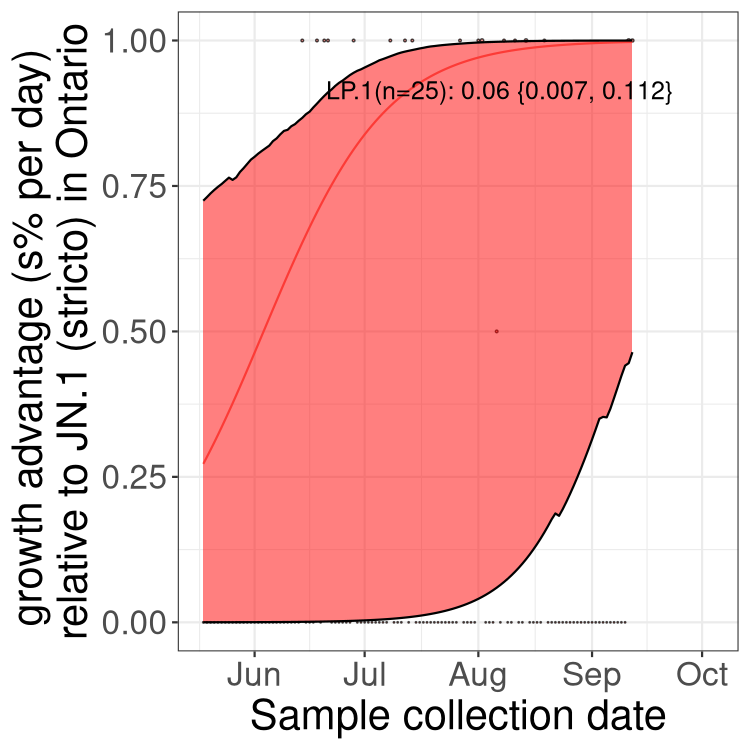 growth advantage (s% per day)
relative to JN.1 (stricto) in Ontario
1.00
0.75
0.50
0.25
0.00
LP.1(n=25): 0.06 {0.007, 0.112}
Jun Jul Aug Sep Oct
Sample collection date